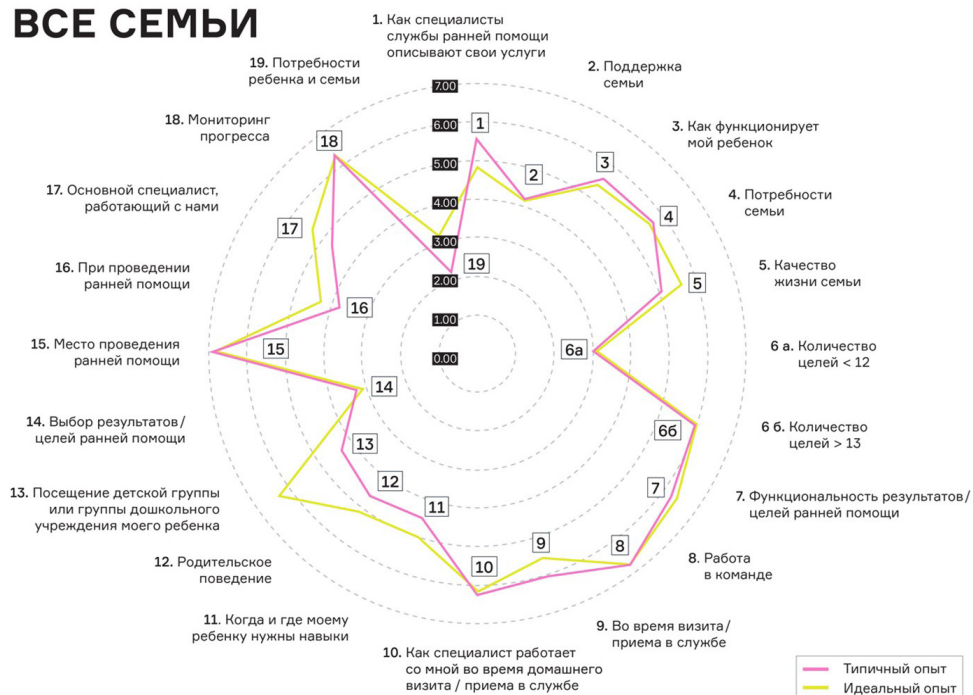 ВСЕ СЕМЬИ
1. Как специалисты
службы ранней помощи
описывают свои услуги
2. Поддержка
семьи
3. Как функционирует
мой ребенок
4. Потребности
семьи
5. Качество
жизни семьи
6 а. Количество
целей < 12
6 б. Количество
целей > 13
7. Функциональность результатов/
целей ранней помощи
8. Работа
в команде
9. Во время визита/
приема в службе
10. Как специалист работает
со мной во время домашнего
визита / приема в службе
11. Когда и где моему
ребенку нужны навыки
12. Родительское
поведение
13. Посещение детской группы
или группы дошкольного
учреждения моего ребенка
14. Выбор результатов/
целей ранней помощи
15. Место проведения
ранней помощи
16. При проведении
ранней помощи
17. Основной специалист,
работающий с нами
18. Мониторинг
прогресса
19. Потребности
ребенка и семьи
7.00
6.00
5.00
4.00
3.00
2.00
1.00
0.00
1
2
3
4
5
6а
6б
7
8
9
10
11
12
13
14
15
16
17
18
19
Типичный опыт
Идеальный опыт